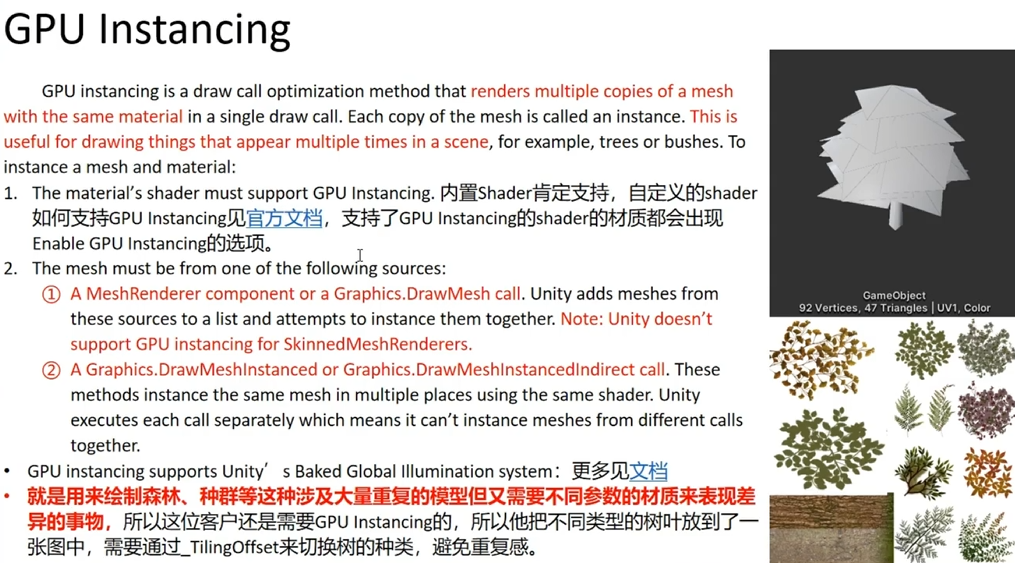 GPU Instancing
GPU instancing is a draw call optimization method that renders multiple copies of a mesh
with the same material in a single draw call. Each copy of the mesh is called an instance. This is
useful for drawing things that appear multiple times in a scene, for example, trees or bushes. To
instance a mesh and material:
1. The material's shader must support GPU Instancing. 内置Shader肯定支持，自定义的shader
如何支持GPU Instancing见官方文档，支持了GPU Instancing的shader的材质都会出现
Enable GPU Instancing的选项。
2. The mesh must be from one of the following sources:
① A MeshRenderer component or a Graphics.DrawMesh call. Unity adds meshes from
these sources to a list and attempts to instance them together. Note: Unity doesn't
support GPU instancing for SkinnedMeshRenderers.
② A Graphics.DrawMeshInstanced or Graphics.DrawMeshInstancedIndirect call. These
methods instance the same mesh in multiple places using the same shader. Unity
executes each call separately which means it can't instance meshes from different calls
together.
• GPU instancing supports Unity's Baked Global Illumination system：更多见文档
• 就是用来绘制森林、种群等这种涉及大量重复的模型但又需要不同参数的材质来表现差
异的事物，所以这位客户还是需要GPU Instancing的，所以他把不同类型的树叶放到了一
张图中，需要通过_TilingOffset来切换树的种类，避免重复感。
GameObject
92 Vertices, 47 Triangles | UV1, Color